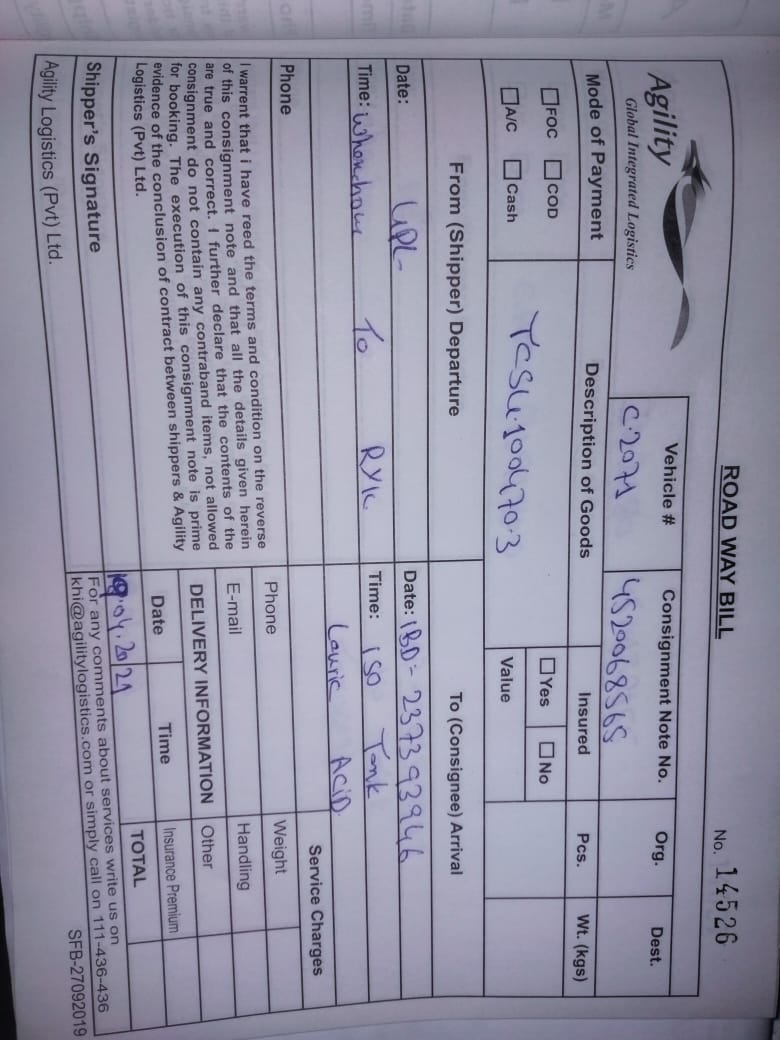 ROAD WAY BILL
No. 14526
Agility
Global Integrated Logistics
Vehicle #
Consignment Note No.
Org.
Dest.
C-2071
4520068565
Mode of Payment
Description of Goods
Insured
Pcs.
Wt. (kgs)
FOC COD
Yes No
TCSU-100470-3
A/C Cash
Value
From (Shipper) Departure
To (Consignee) Arrival
Date: UPL
Date: IBD- 237393946
Time: To RYK
Time: ISO Tank
Lauric ACiD
Service Charges
Phone
Phone
Weight
I warrent that i have reed the terms and condition on the reverse
of this consignment note and that all the details given herein
are true and correct. I further declare that the contents of the
consignment do not contain any contraband items, not allowed
for booking. The execution of this consignment note is prime
evidence of the conclusion of contract between shippers & Agility
Logistics (Pvt) Ltd.
E-mail
Handling
DELIVERY INFORMATION
Other
Date
Time
Insurance Premium
TOTAL
19.04.2021
Shipper's Signature
For any comments about services write us on
khi@agilitylogistics.com or simply call on 111-436-436
Agility Logistics (Pvt) Ltd.
SFB-27092019